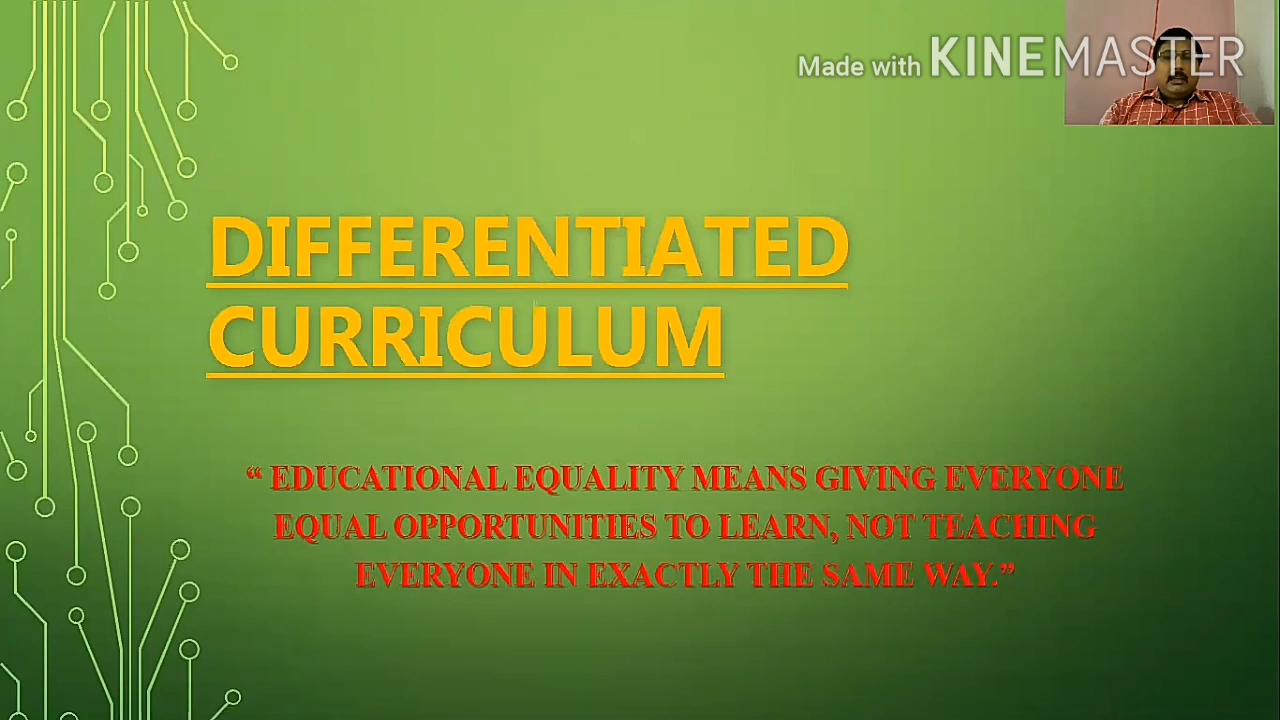 Made with KINEMASTER
DIFFERENTIATED
CURRICULUM
“ EDUCATIONAL EQUALITY MEANS GIVING EVERYONE
EQUAL OPPORTUNITIES TO LEARN, NOT TEACHING
EVERYONE IN EXACTLY THE SAME WAY.”